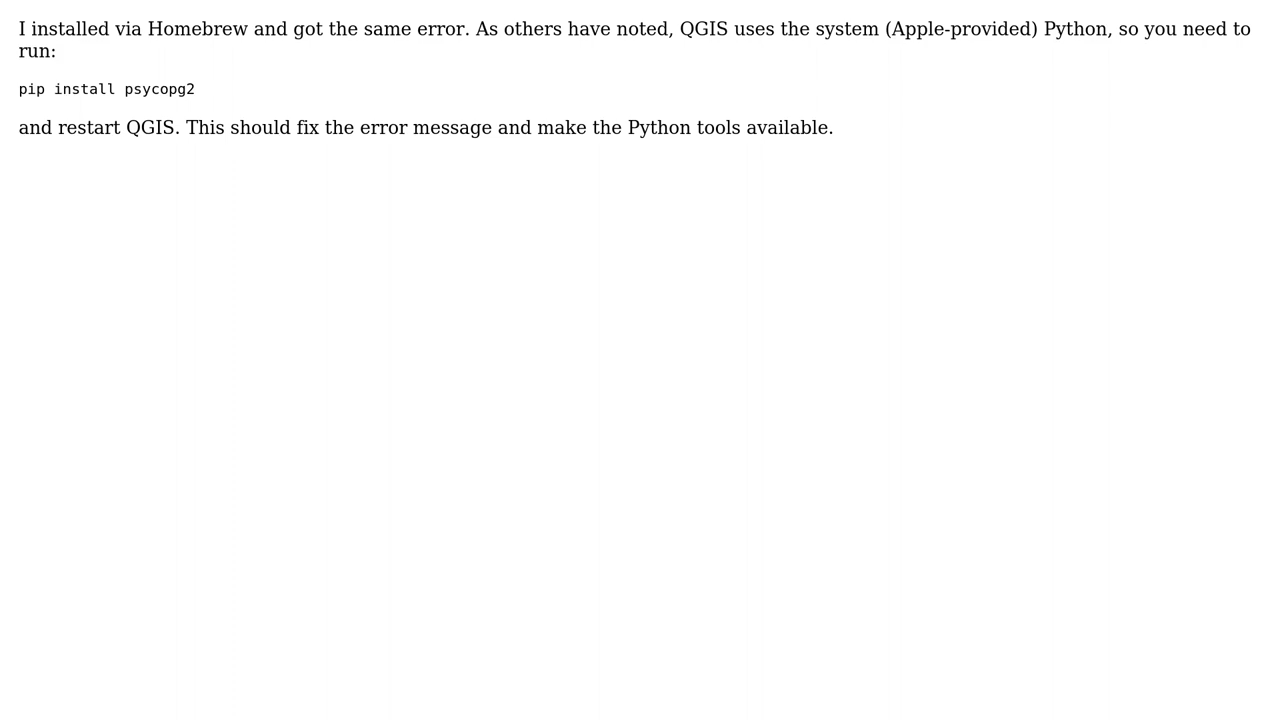 I installed via Homebrew and got the same error. As others have noted, QGIS uses the system (Apple-provided) Python, so you need to
run:
pip install psycopg2
and restart QGIS. This should fix the error message and make the Python tools available.